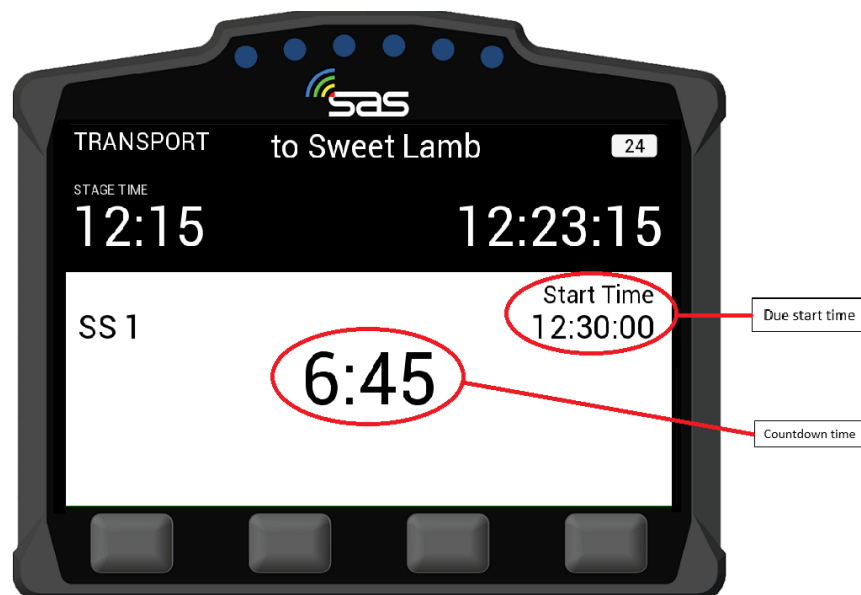 sas
TRANSPORT to Sweet Lamb 24
STAGE TIME
12:15 12:23:15
Start Time
SS 1 12:30:00
6:45
Due start time
Countdown time